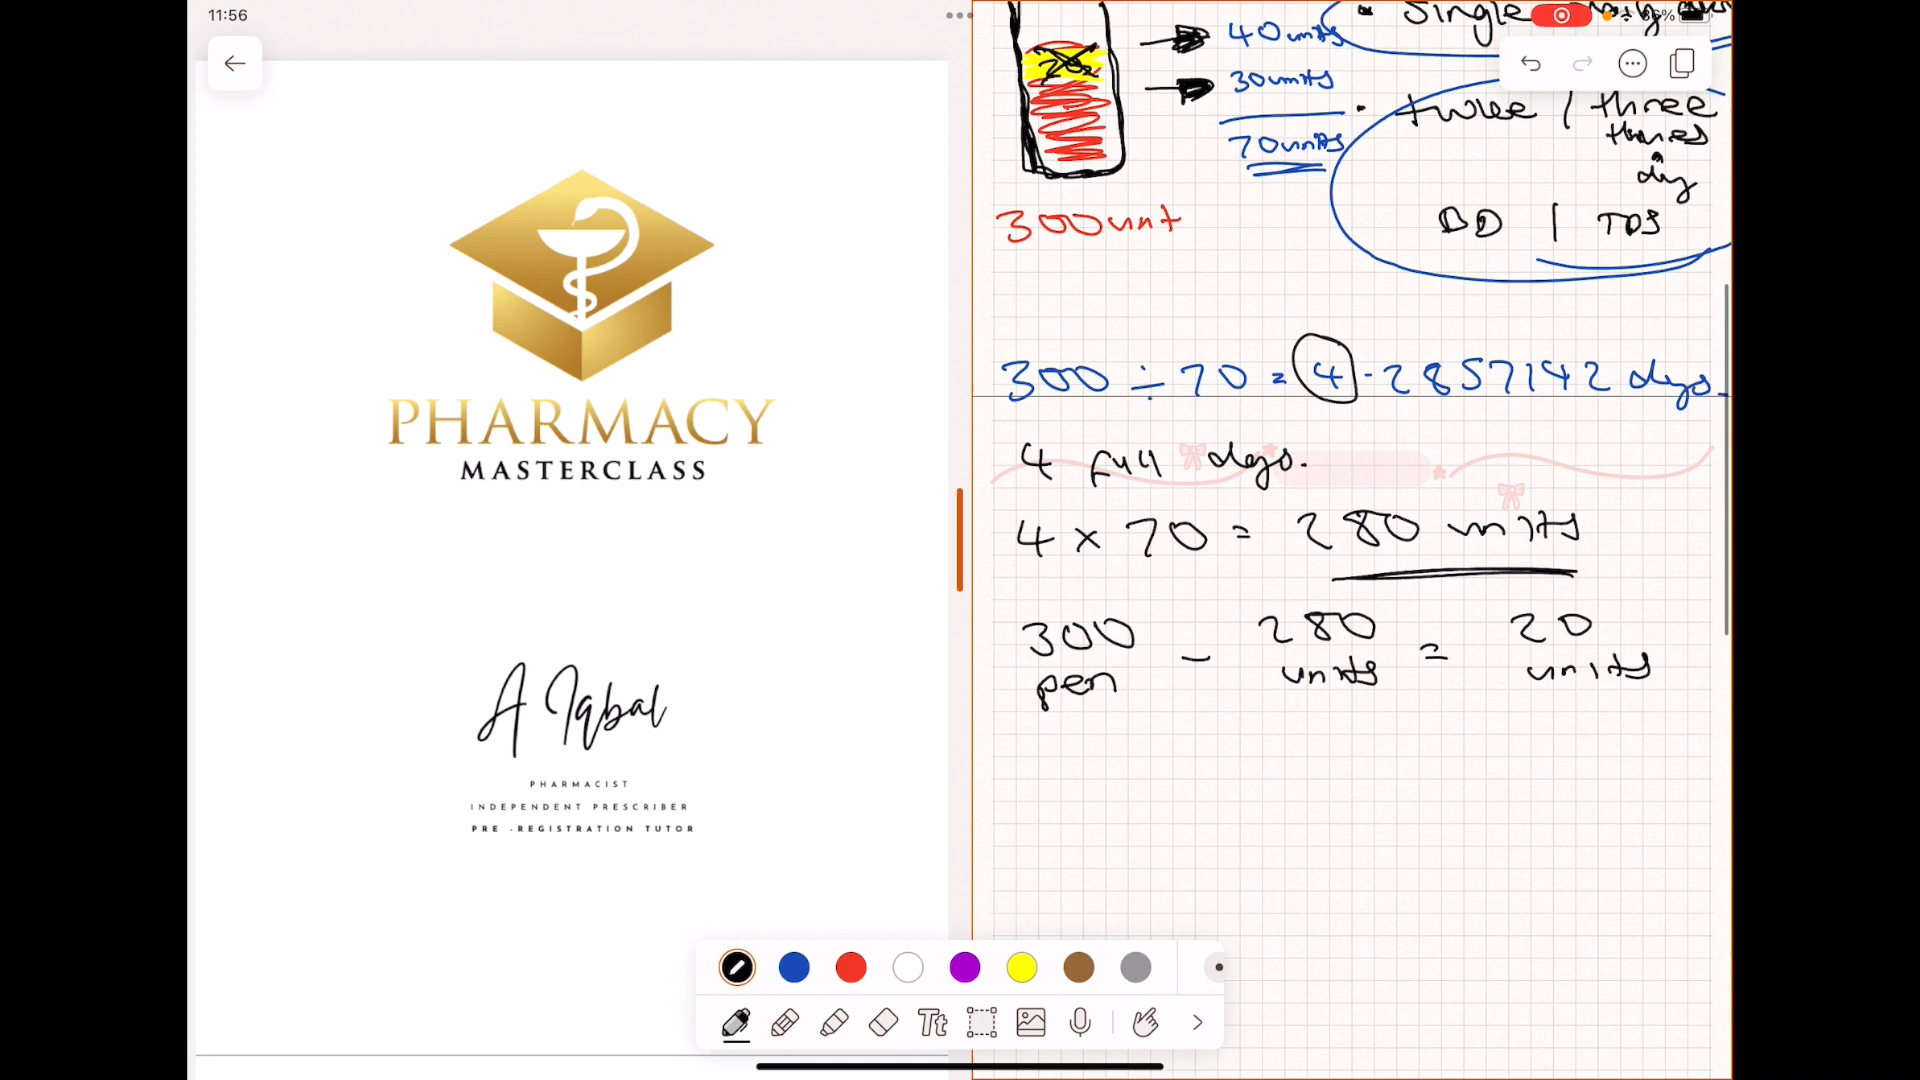 11:56
36%
PHARMACY
MASTERCLASS
A Iqbal
PHARMACIST
INDEPENDENT PRESCRIBER
PRE -REGISTRATION TUTOR
Single
40 units
30 units
70 units
twice / three
times
a
day
BD / TDS
300 unit
300 ÷ 70 = 4.2857142 days.
4 full days.
4 x 70 = 280 units
300 - 280 = 20
pen units units
Tt